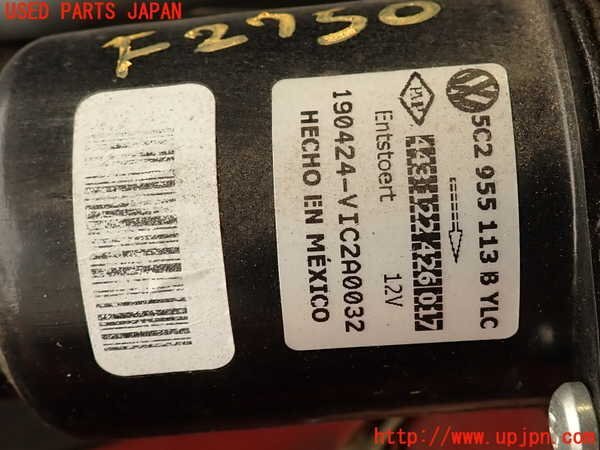 USED PARTS JAPAN
F2750
5C2 955 113 B YLC
PAP
Entstoert 12V
190424-VIC2A0032
HECHO EN MÉXICO
http://www.upjpn.com/